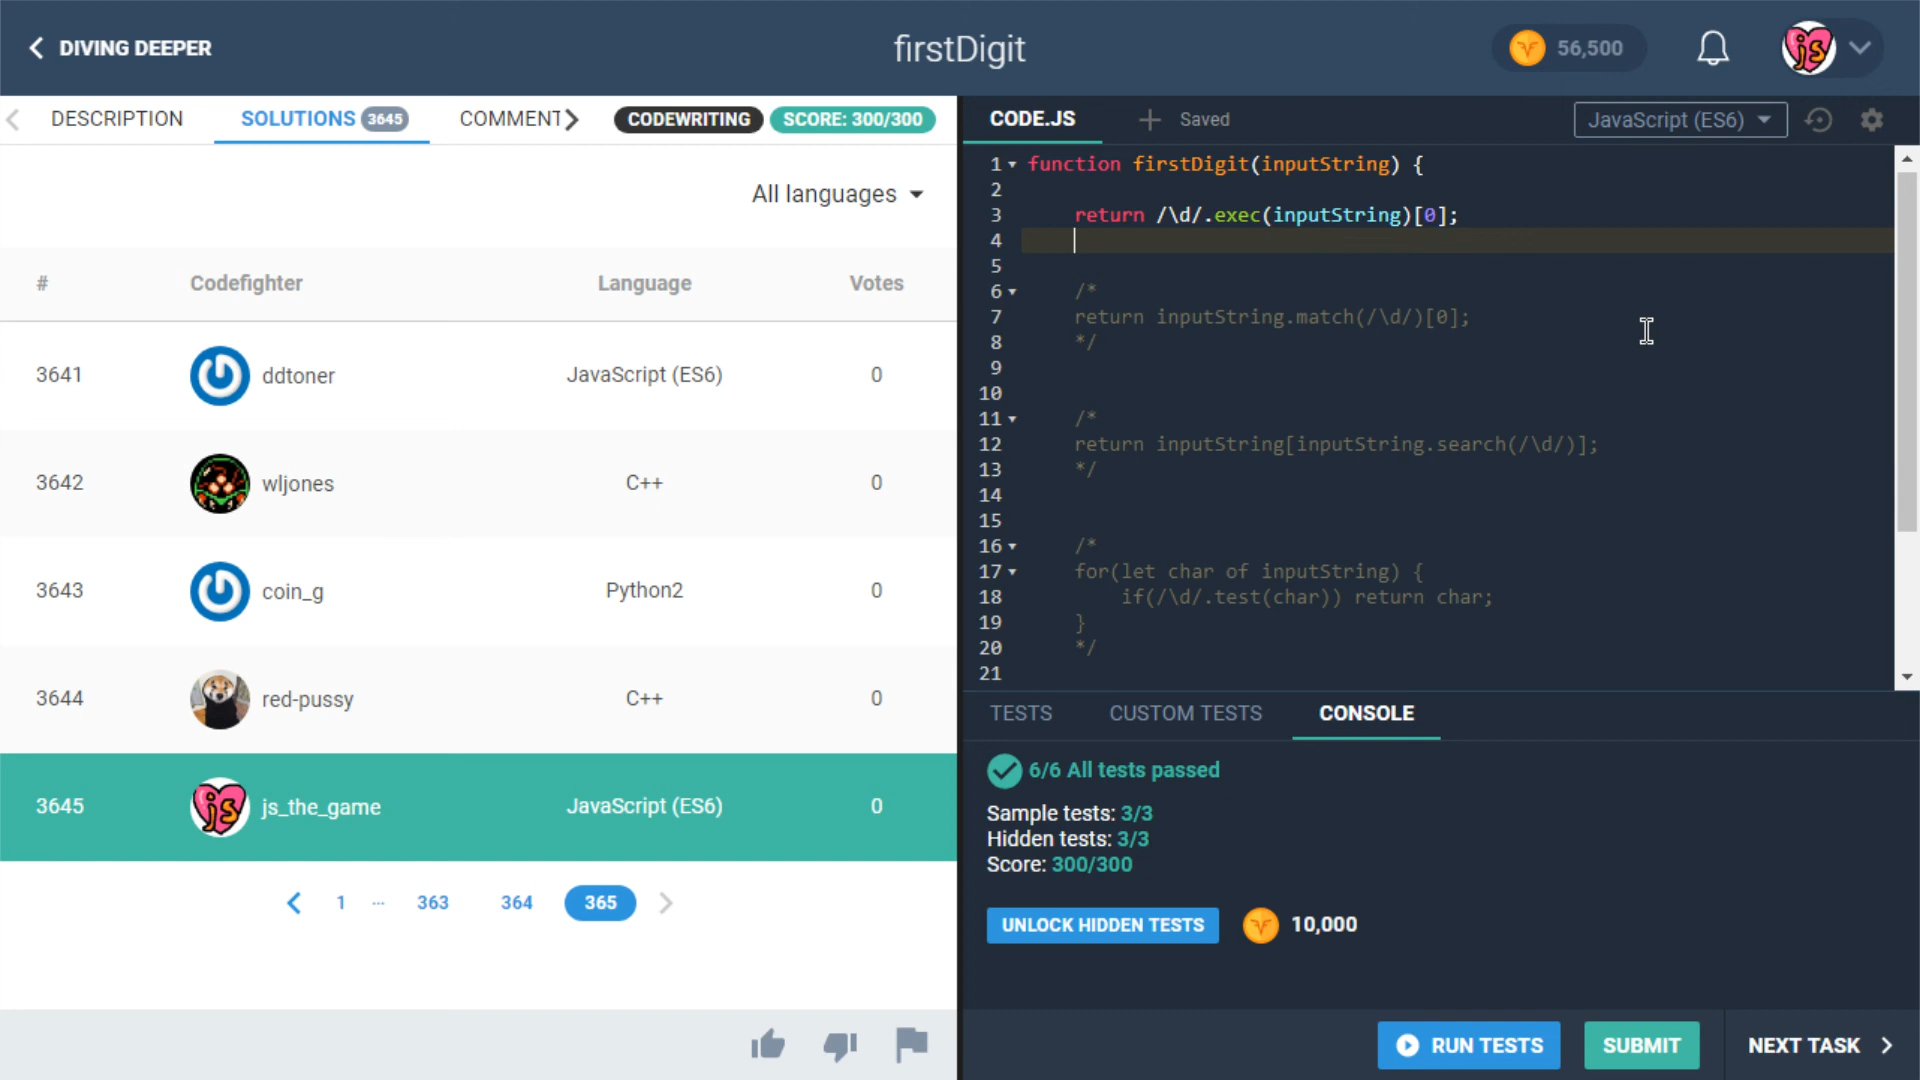 DIVING DEEPER
firstDigit
56,500
DESCRIPTION
SOLUTIONS 3645
COMMENT
CODEWRITING
SCORE: 300/300
All languages
# Codefighter Language Votes
3641 ddtoner JavaScript (ES6) 0
3642 wljones C++ 0
3643 coin_g Python2 0
3644 red-pussy C++ 0
3645 js js_the_game JavaScript (ES6) 0
1 ... 363 364 365
CODE.JS
Saved
JavaScript (ES6)
1 function firstDigit(inputString) {
2
3 return /\d/.exec(inputString)[0];
4
5
6 /*
7 return inputString.match(/\d/)[0];
8 */
9
10
11 /*
12 return inputString[inputString.search(/\d/)];
13 */
14
15
16 /*
17 for(let char of inputString) {
18 if(/\d/.test(char)) return char;
19 }
20 */
21
TESTS
CUSTOM TESTS
CONSOLE
6/6 All tests passed
Sample tests: 3/3
Hidden tests: 3/3
Score: 300/300
UNLOCK HIDDEN TESTS
10,000
RUN TESTS
SUBMIT
NEXT TASK
js